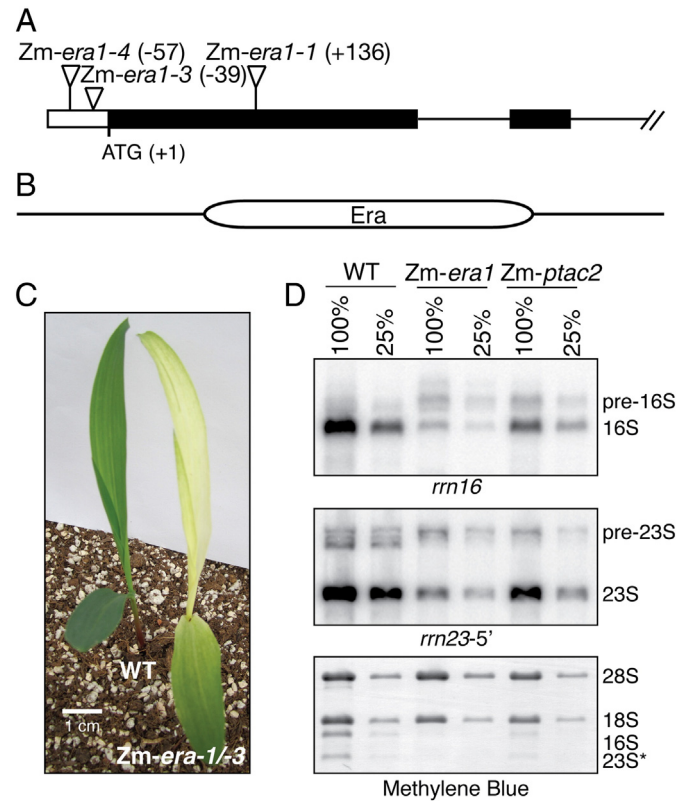 A
Zm-era1-4 (-57) Zm-era1-1 (+136)
Zm-era1-3 (-39)
ATG (+1)
B
Era
C
WT
1 cm
Zm-era-1/-3
D
WT Zm-era1 Zm-ptac2
100% 25% 100% 25% 100% 25%
pre-16S
16S
rrn16
pre-23S
23S
rrn23-5'
28S
18S
16S
23S*
Methylene Blue